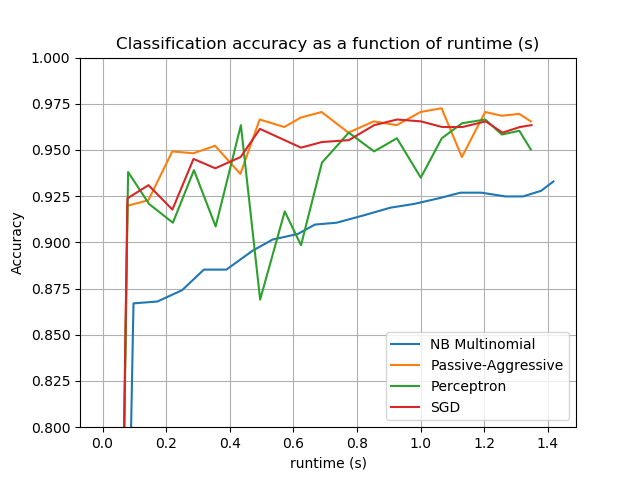 Classification accuracy as a function of runtime (s)
1.000
0.975
0.950
0.925
0.900
0.875
0.850
0.825
0.800
Accuracy
NB Multinomial
Passive-Aggressive
Perceptron
SGD
0.0 0.2 0.4 0.6 0.8 1.0 1.2 1.4
runtime (s)